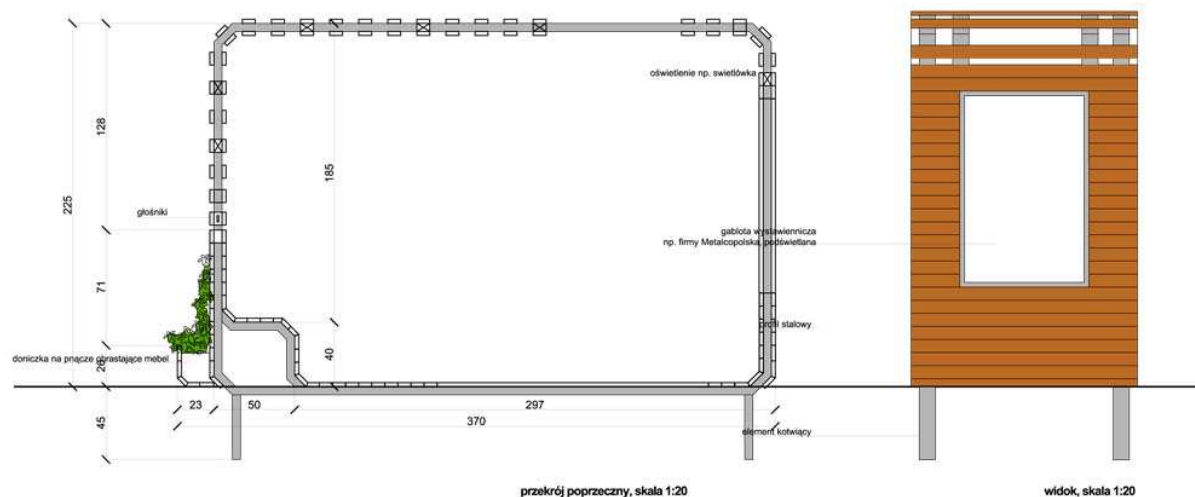 oświetlenie np. swietlówka
128
185
225
głośniki
gablota wystawiennicza
np. firmy Metalcopolska, podświetlana
71
profil stalowy
doniczka na pnącze obrastające mebel
26
40
23
50
297
45
370
element kotwiący
przekrój poprzeczny, skala 1:20
widok, skala 1:20